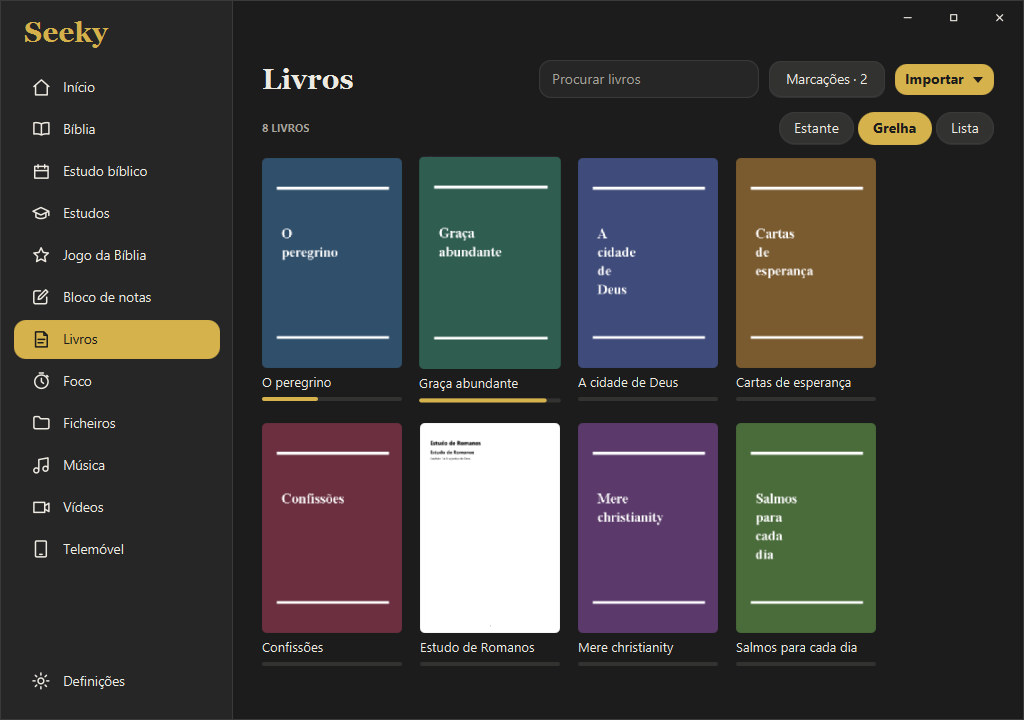 Seeky
Início
Bíblia
Estudo bíblico
Estudos
Jogo da Bíblia
Bloco de notas
Livros
Foco
Ficheiros
Música
Vídeos
Telemóvel
Definições
Livros
Procurar livros
Marcações · 2
Importar
8 LIVROS
Estante
Grelha
Lista
O
peregrino
Graça
abundante
A
cidade
de
Deus
Cartas
de
esperança
O peregrino
Graça abundante
A cidade de Deus
Cartas de esperança
Confissões
Estudo de Romanos
Estudo de Romanos
Mere
christianity
Salmos
para
cada
dia
Confissões
Estudo de Romanos
Mere christianity
Salmos para cada dia